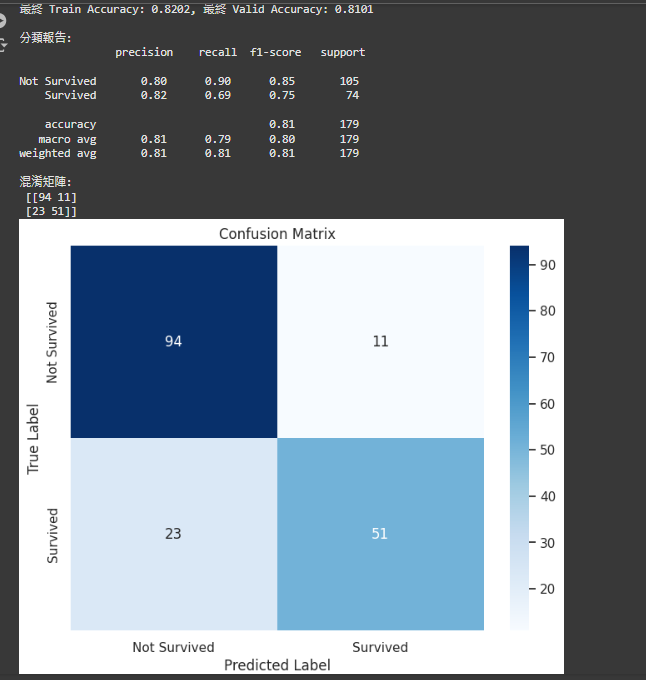 最終 Train Accuracy: 0.8202, 最終 Valid Accuracy: 0.8101
分類報告:
precision recall f1-score support
Not Survived 0.80 0.90 0.85 105
Survived 0.82 0.69 0.75 74
accuracy 0.81 179
macro avg 0.81 0.79 0.80 179
weighted avg 0.81 0.81 0.81 179
混淆矩陣:
[[94 11]
[23 51]]
Confusion Matrix
90
80
70
60
50
40
30
20
True Label
Not Survived
94 11
Survived
23 51
Not Survived Survived
Predicted Label